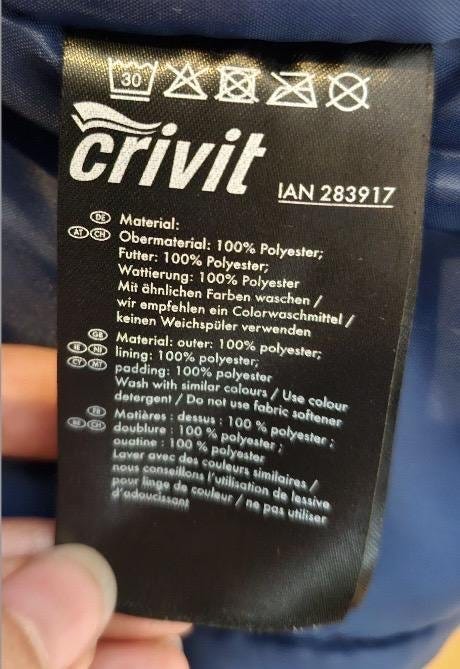 30
crivit
IAN 283917
DE Material:
AT CH Obermaterial: 100% Polyester;
Futter: 100% Polyester;
Wattierung: 100% Polyester
Mit ähnlichen Farben waschen /
wir empfehlen ein Colorwaschmittel /
keinen Weichspüler verwenden
GB Material: outer: 100% polyester;
IE NI lining: 100% polyester;
CY MT padding: 100% polyester
Wash with similar colours / Use colour
detergent / Do not use fabric softener
FR Matières : dessus : 100 % polyester ;
BE CH doublure : 100 % polyester ;
ouatine : 100 % polyester
Laver avec des couleurs similaires /
nous conseillons l'utilisation de lessive
pour linge de couleur / ne pas utiliser
d'adoucissant